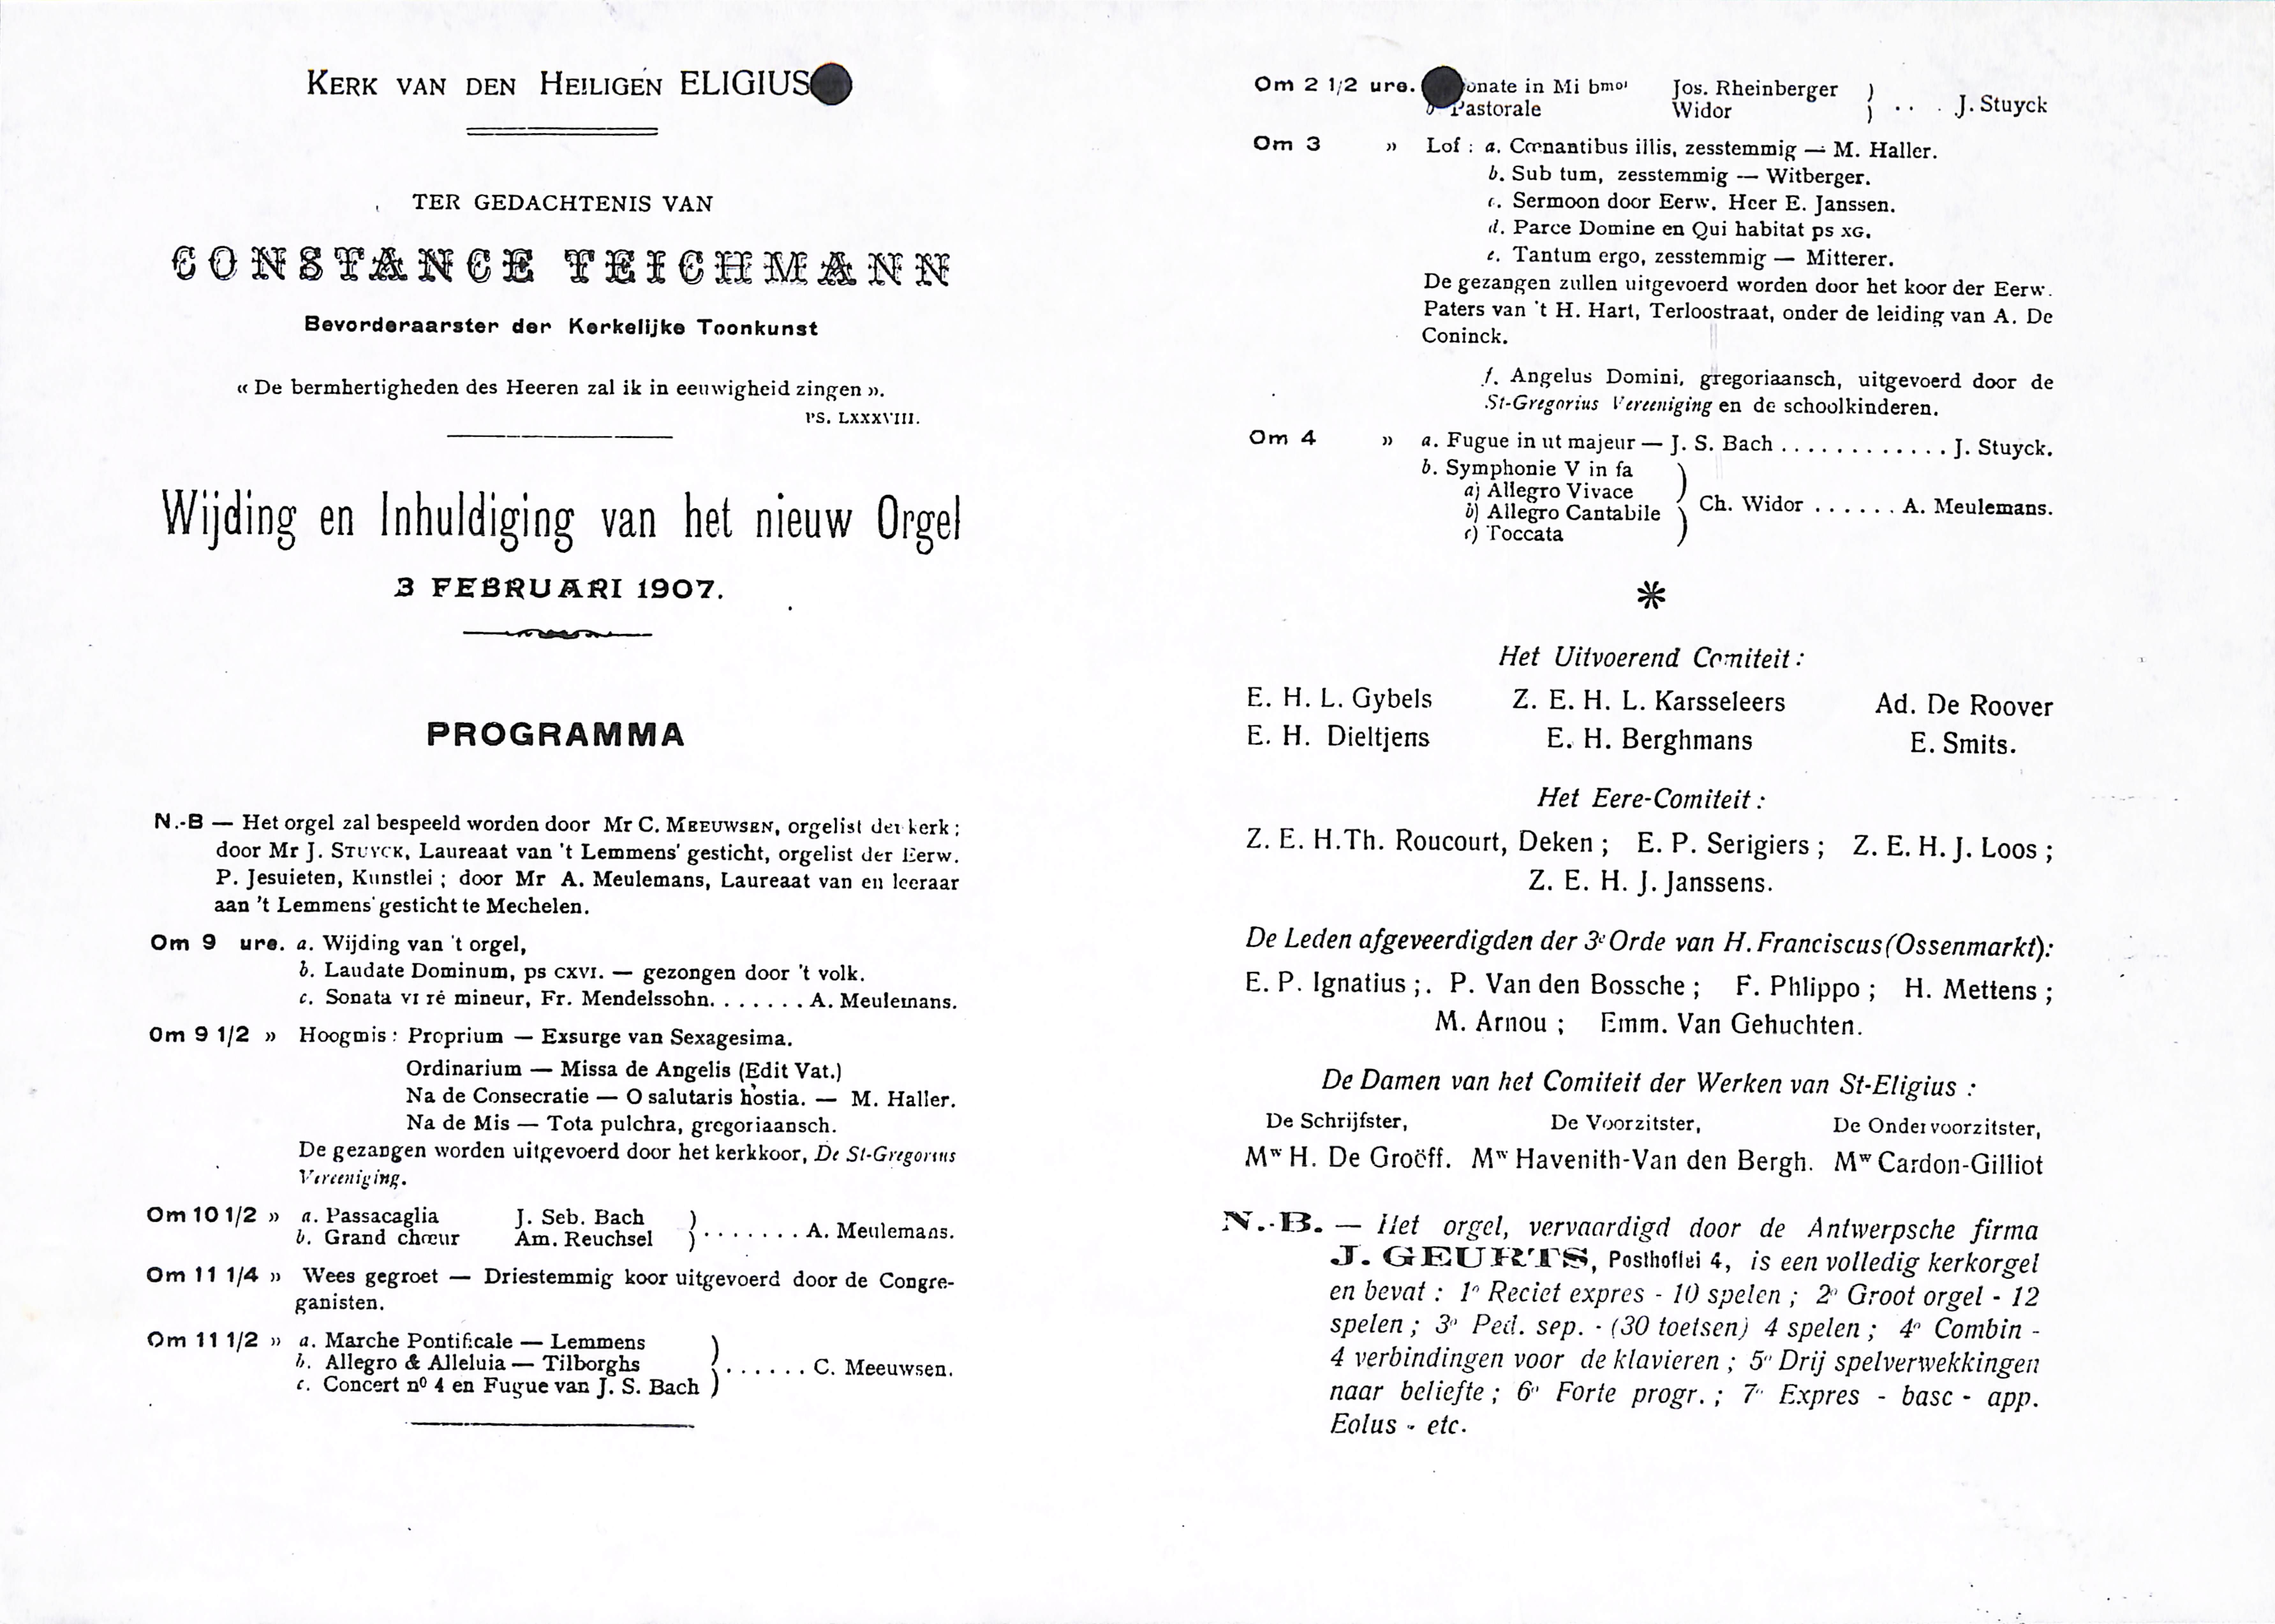 KERK VAN DEN HEILIGEN ELIGIUS
TER GEDACHTENIS VAN
CONSTANCE TEICHMANN
Bevorderaarster der Kerkelijke Toonkunst
« De bermhertigheden des Heeren zal ik in eeuwigheid zingen ».
PS. LXXXVIII.
Wijding en Inhuldiging van het nieuw Orgel
3 FEBRUARI 1907.
PROGRAMMA
N.-B — Het orgel zal bespeeld worden door Mr C. MEEUWSEN, orgelist der kerk ;
door Mr J. STUYCK, Laureaat van 't Lemmens' gesticht, orgelist der Eerw.
P. Jesuieten, Kunstlei ; door Mr A. Meulemans, Laureaat van en leeraar
aan 't Lemmens' gesticht te Mechelen.
Om 9 ure. a. Wijding van 't orgel,
b. Laudate Dominum, ps CXVI. — gezongen door 't volk.
c. Sonata VI ré mineur, Fr. Mendelssohn. . . . . . . . A. Meulemans.
Om 9 1/2 » Hoogmis : Proprium — Exsurge van Sexagesima.
Ordinarium — Missa de Angelis (Edit Vat.)
Na de Consecratie — O salutaris hostia. — M. Haller.
Na de Mis — Tota pulchra, gregoriaansch.
De gezangen worden uitgevoerd door het kerkkoor, De St-Gregorius
Vereeniging.
Om 10 1/2 » a. Passacaglia J. Seb. Bach
b. Grand chœur Am. Reuchsel ) . . . . . . . A. Meulemans.
Om 11 1/4 » Wees gegroet — Driestemmig koor uitgevoerd door de Congre-
ganisten.
Om 11 1/2 » a. Marche Pontificale — Lemmens
b. Allegro & Alleluia — Tilborghs ) . . . . . . C. Meeuwsen.
c. Concert nº 4 en Fugue van J. S. Bach
Om 2 1/2 ure. onate in Mi bmol Jos. Rheinberger
b Pastorale Widor ) . . . J. Stuyck
Om 3 » Lof : a. Cœnantibus illis, zesstemmig — M. Haller.
b. Sub tum, zesstemmig — Witberger.
c. Sermoon door Eerw. Heer E. Janssen.
d. Parce Domine en Qui habitat ps XG.
e. Tantum ergo, zesstemmig — Mitterer.
De gezangen zullen uitgevoerd worden door het koor der Eerw.
Paters van 't H. Hart, Terloostraat, onder de leiding van A. De
Coninck.
f. Angelus Domini, gregoriaansch, uitgevoerd door de
St-Gregorius Vereeniging en de schoolkinderen.
Om 4 » a. Fugue in ut majeur — J. S. Bach . . . . . . . . . . . . J. Stuyck.
b. Symphonie V in fa
a) Allegro Vivace
b) Allegro Cantabile ) Ch. Widor . . . . . . A. Meulemans.
c) Toccata
Het Uitvoerend Comiteit :
E. H. L. Gybels Z. E. H. L. Karsseleers Ad. De Roover
E. H. Dieltjens E. H. Berghmans E. Smits.
Het Eere-Comiteit :
Z. E. H. Th. Roucourt, Deken ; E. P. Serigiers ; Z. E. H. J. Loos ;
Z. E. H. J. Janssens.
De Leden afgeveerdigden der 3e Orde van H. Franciscus (Ossenmarkt):
E. P. Ignatius ;. P. Van den Bossche ; F. Phlippo ; H. Mettens ;
M. Arnou ; Emm. Van Gehuchten.
De Damen van het Comiteit der Werken van St-Eligius :
De Schrijfster, De Voorzitster, De Ondervoorzitster,
Mw H. De Groëff. Mw Havenith-Van den Bergh. Mw Cardon-Gilliot
N.-B. — Het orgel, vervaardigd door de Antwerpsche firma
J. GEURTS, Posthoflei 4, is een volledig kerkorgel
en bevat : 1º Reciet expres - 10 spelen ; 2º Groot orgel - 12
spelen ; 3º Ped. sep. - (30 toetsen) 4 spelen ; 4º Combin -
4 verbindingen voor de klavieren ; 5º Drij spelverwekkingen
naar beliefte ; 6º Forte progr. ; 7º Expres - basc - app.
Eolus - etc.